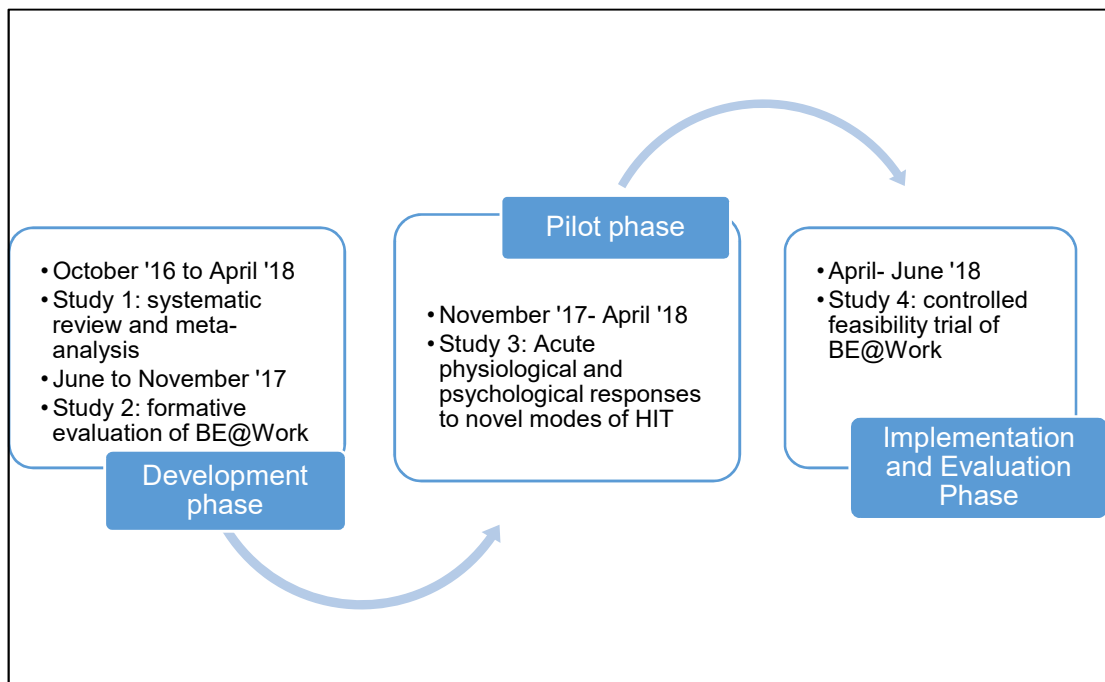 • October '16 to April '18
• Study 1: systematic
review and meta-
analysis
• June to November '17
• Study 2: formative
evaluation of BE@Work
Development
phase
Pilot phase
• November '17- April '18
• Study 3: Acute
physiological and
psychological responses
to novel modes of HIT
• April- June '18
• Study 4: controlled
feasibility trial of
BE@Work
Implementation
and Evaluation
Phase